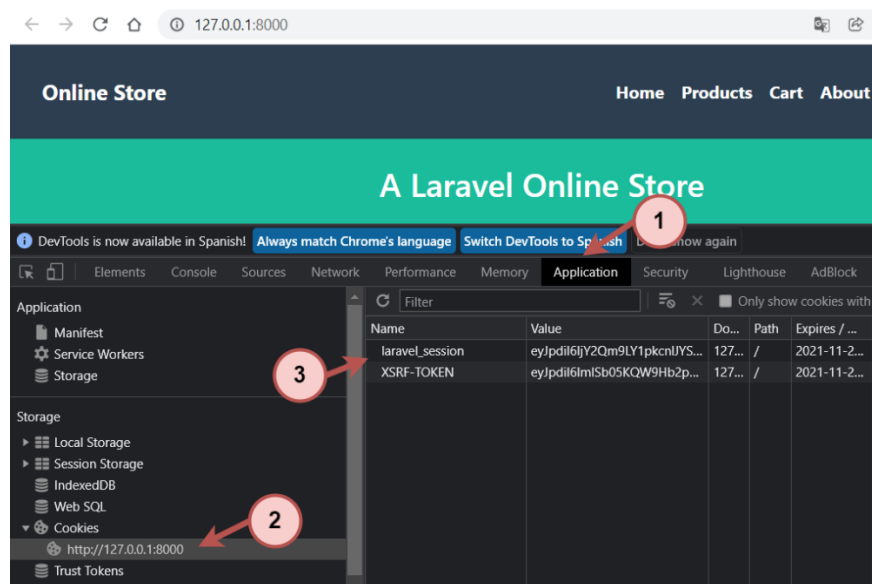 127.0.0.1:8000
Online Store
Home Products Cart About
A Laravel Online Store
1
DevTools is now available in Spanish! Always match Chrome's language Switch DevTools to Spanish show again
Elements Console Sources Network Performance Memory Application Security Lighthouse AdBlock
Application
Manifest
Service Workers
Storage
Storage
Local Storage
Session Storage
IndexedDB
Web SQL
Cookies
http://127.0.0.1:8000
Trust Tokens
2
3
Filter Only show cookies with
Name Value Do... Path Expires / ...
laravel_session 127... / 2021-11-2...
XSRF-TOKEN 127... / 2021-11-2...